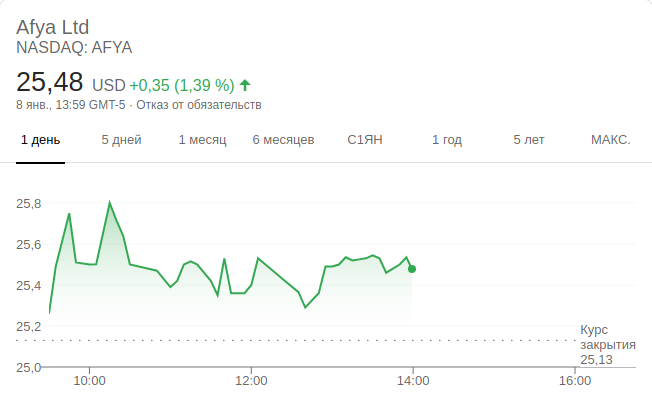 Afya Ltd
NASDAQ: AFYA
25,48 USD +0,35 (1,39 %)
8 янв., 13:59 GMT-5 · Отказ от обязательств
1 день 5 дней 1 месяц 6 месяцев С1ЯН 1 год 5 лет МАКС.
25,8
25,6
25,4
25,2
25,0
Курс
закрытия
25,13
10:00 12:00 14:00 16:00